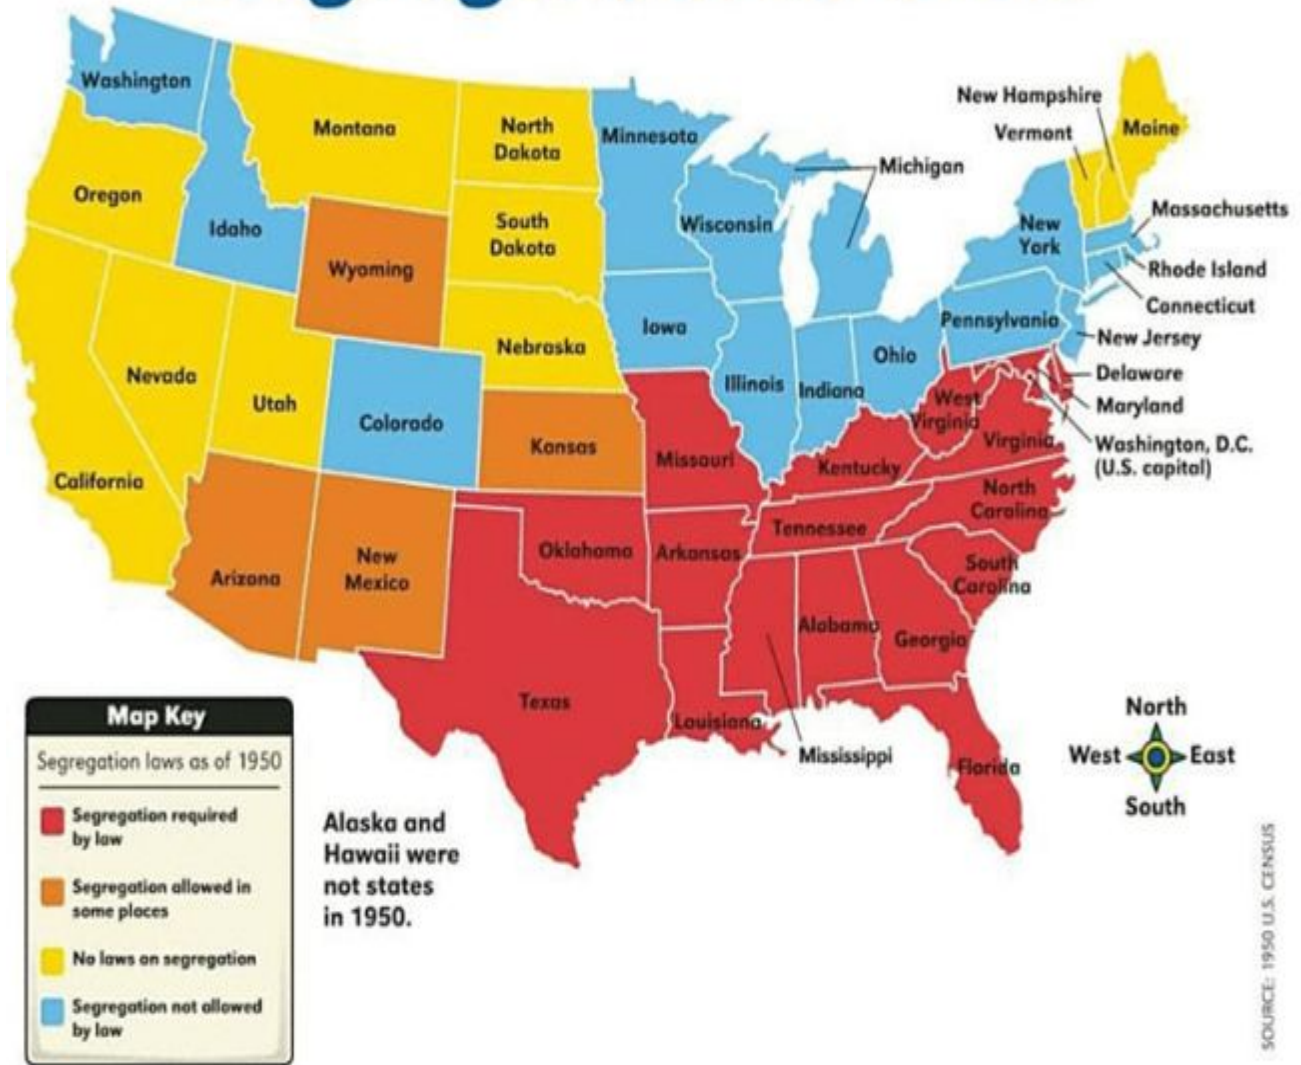 Washington
Montana
North
Dakota
Minnesota
New Hampshire
Vermont
Maine
Michigan
Oregon
Idaho
Wyoming
South
Dakota
Wisconsin
New
York
Massachusetts
Rhode Island
Connecticut
Iowa
Pennsylvania
New Jersey
Nebraska
Ohio
Nevada
Utah
Colorado
Illinois
Indiana
Delaware
Maryland
West
Virginia
Virginia
Washington, D.C.
(U.S. capital)
California
Kansas
Missouri
Kentucky
North
Carolina
Tennessee
Arizona
New
Mexico
Oklahoma
Arkansas
South
Carolina
Alabama
Georgia
Texas
Louisiana
Mississippi
Florida
North
West
East
South
Map Key
Segregation laws as of 1950
Segregation required
by law
Segregation allowed in
some places
No laws on segregation
Segregation not allowed
by law
Alaska and
Hawaii were
not states
in 1950.
SOURCE: 1950 U.S. CENSUS